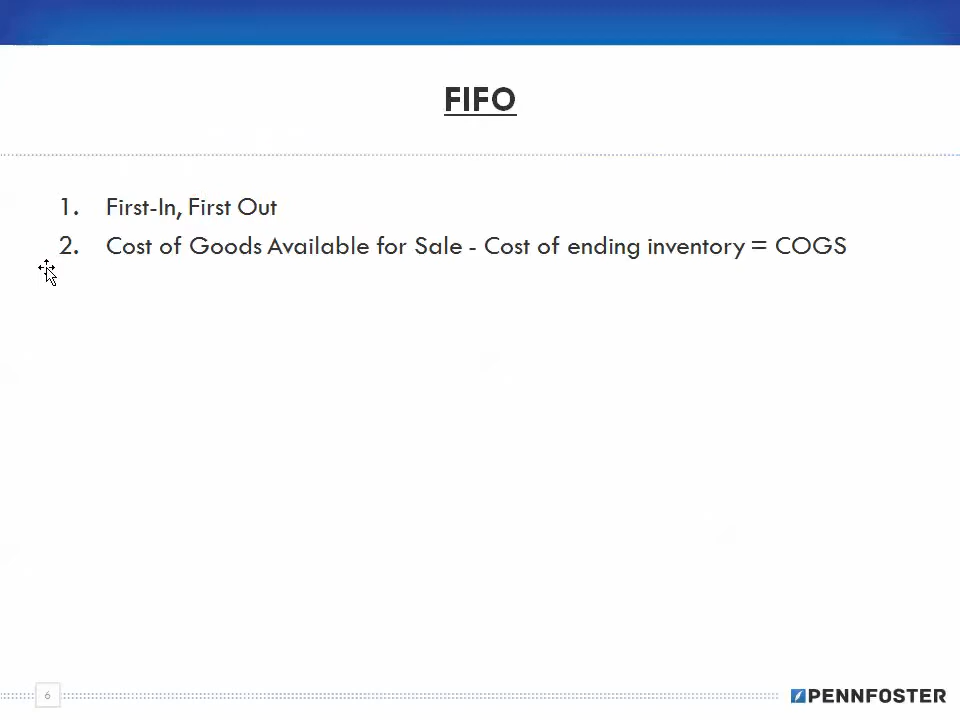 FIFO
1. First-In, First Out
2. Cost of Goods Available for Sale - Cost of ending inventory = COGS
6
PENNFOSTER